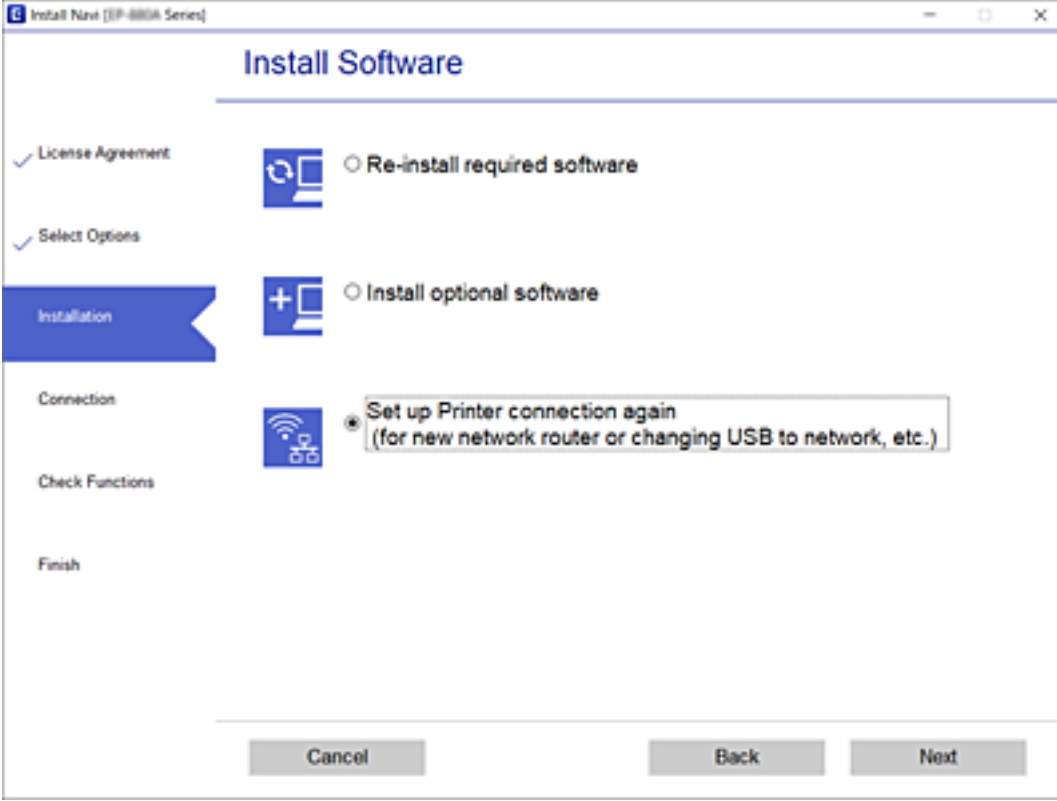 Install Navi [EP-880A Series]
Install Software
License Agreement
Select Options
Installation
Connection
Check Functions
Finish
Re-install required software
Install optional software
Set up Printer connection again
(for new network router or changing USB to network, etc.)
Cancel
Back
Next